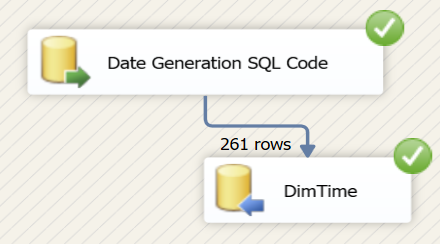 Date Generation SQL Code
261 rows
DimTime